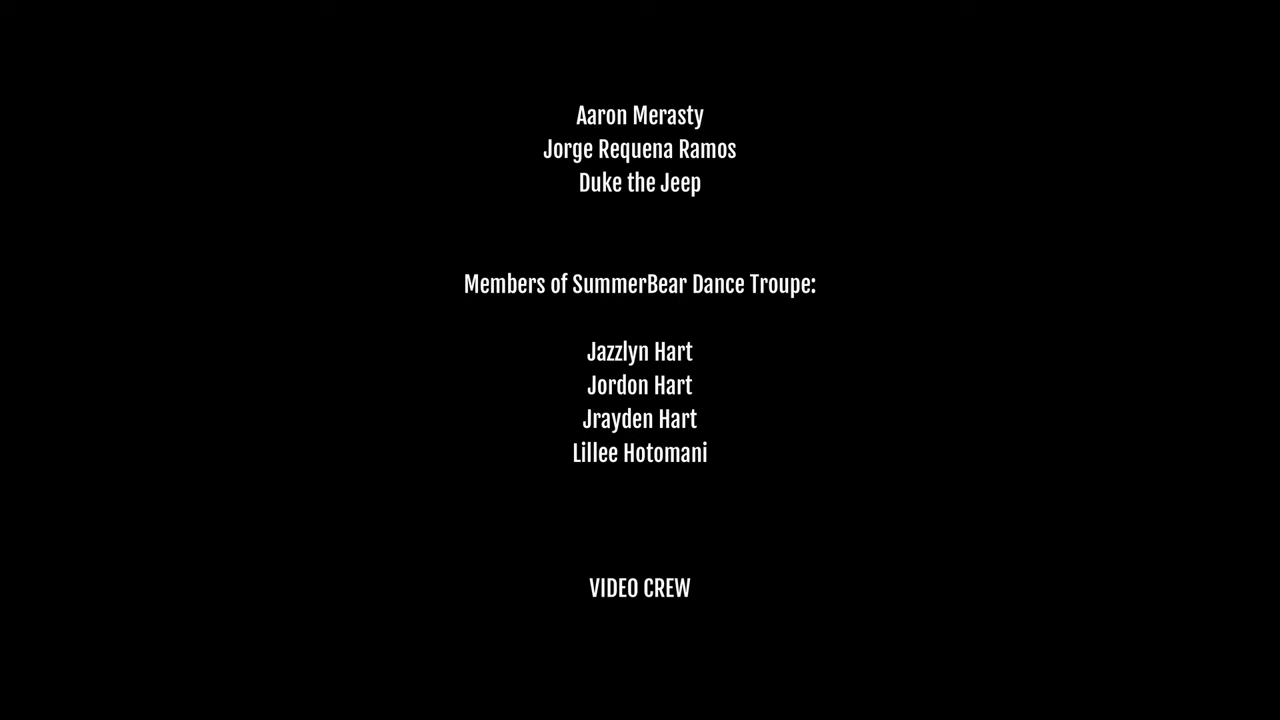 Aaron Merasty
Jorge Requena Ramos
Duke the Jeep
Members of SummerBear Dance Troupe:
Jazzlyn Hart
Jordon Hart
Jrayden Hart
Lillee Hotomani
VIDEO CREW